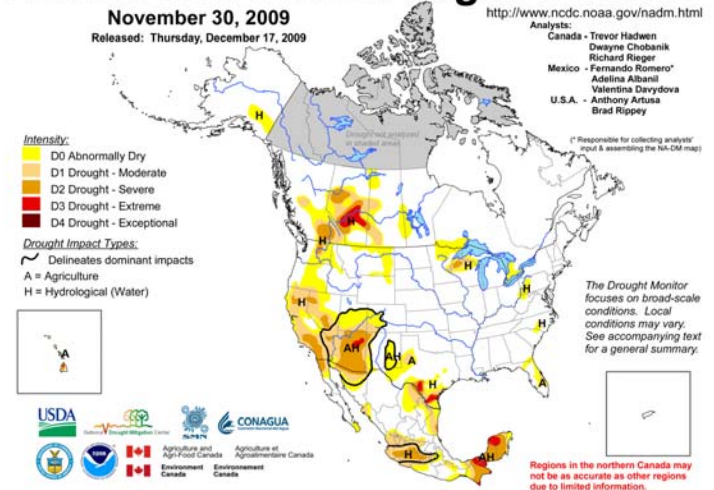 November 30, 2009
Released: Thursday, December 17, 2009
http://www.ncdc.noaa.gov/nadm.html
Analysts:
Canada - Trevor Hadwen
Dwayne Chobanik
Richard Rieger
Mexico - Fernando Romero*
Adelina Albanil
Valentina Davydova
U.S.A. - Anthony Artusa
Brad Rippey
(* Responsible for collecting analysts'
input & assembling the NA-DM map)
Drought not analyzed
in shaded areas
H
Intensity:
D0 Abnormally Dry
D1 Drought - Moderate
D2 Drought - Severe
D3 Drought - Extreme
D4 Drought - Exceptional
Drought Impact Types:
Delineates dominant impacts
A = Agriculture
H = Hydrological (Water)
H
H
H
H
H
H
AH
AH
A
H
A
H
AH
A
The Drought Monitor
focuses on broad-scale
conditions. Local
conditions may vary.
See accompanying text
for a general summary.
USDA
National Drought Mitigation Center
SMN
CONAGUA
NOAA
Agriculture and
Agri-Food Canada
Agriculture et
Agroalimentaire Canada
Environment
Canada
Environnement
Canada
Regions in the northern Canada may
not be as accurate as other regions
due to limited information.